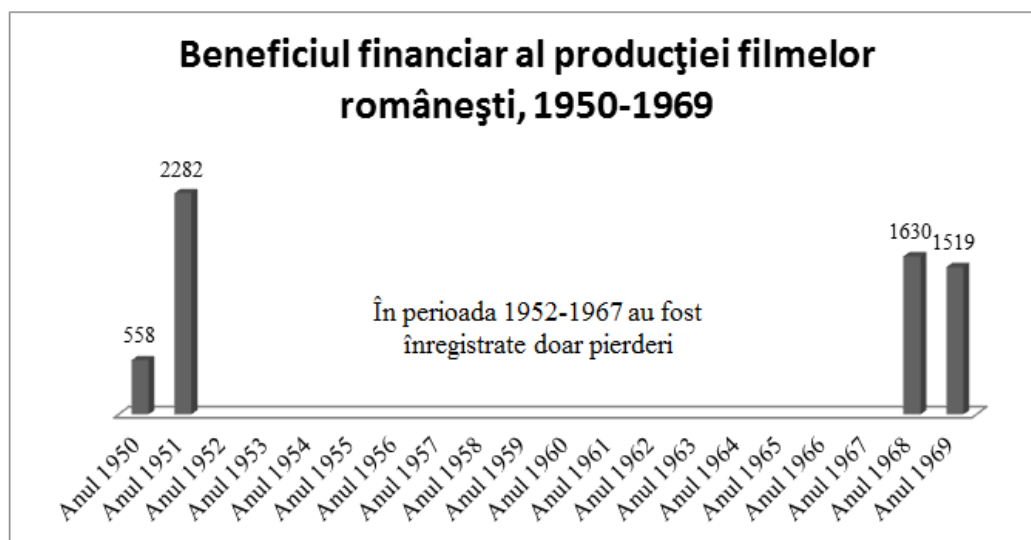 Beneficiul financiar al producţiei filmelor
româneşti, 1950-1969
2282
1630
1519
558
În perioada 1952-1967 au fost
înregistrate doar pierderi
Anul 1950
Anul 1951
Anul 1952
Anul 1953
Anul 1954
Anul 1955
Anul 1956
Anul 1957
Anul 1958
Anul 1959
Anul 1960
Anul 1961
Anul 1962
Anul 1963
Anul 1964
Anul 1965
Anul 1966
Anul 1967
Anul 1968
Anul 1969